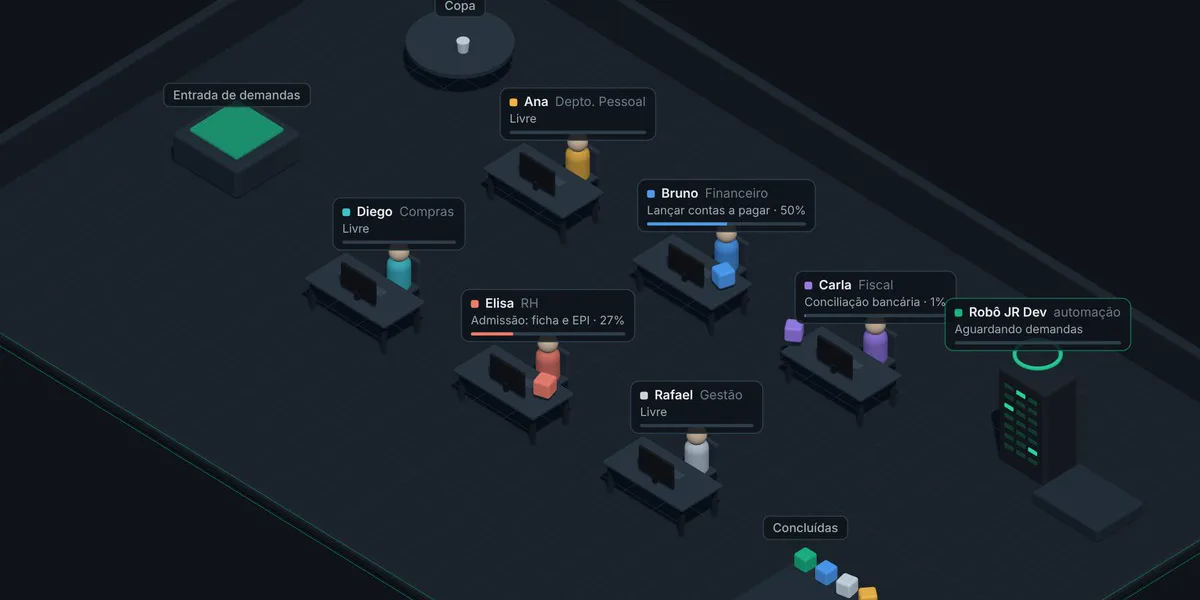 Copa
Entrada de demandas
Ana Depto. Pessoal
Livre
Bruno Financeiro
Lançar contas a pagar · 50%
Diego Compras
Livre
Carla Fiscal
Conciliação bancária · 1%
Elisa RH
Admissão: ficha e EPI · 27%
Robô JR Dev automação
Aguardando demandas
Rafael Gestão
Livre
Concluídas